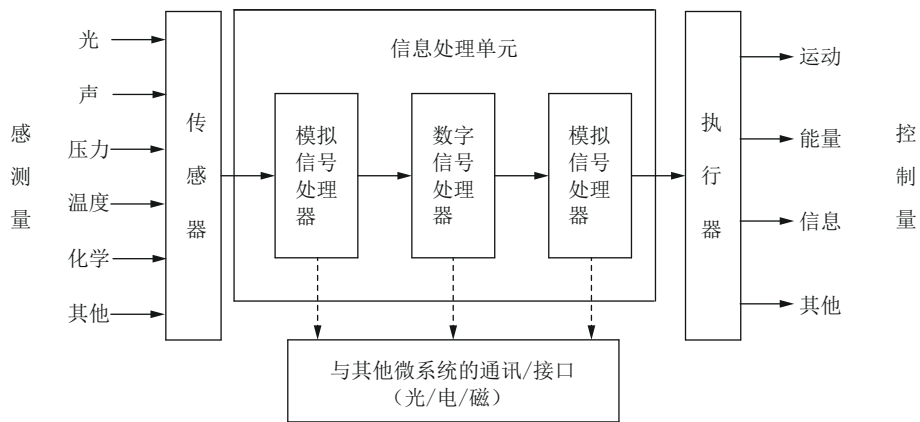 感测量
光
声
压力
温度
化学
其他
传感器
信息处理单元
模拟
信号
处理
器
数字
信号
处理
器
模拟
信号
处理
器
执行器
运动
能量
信息
其他
控制量
与其他微系统的通讯/接口
（光/电/磁）